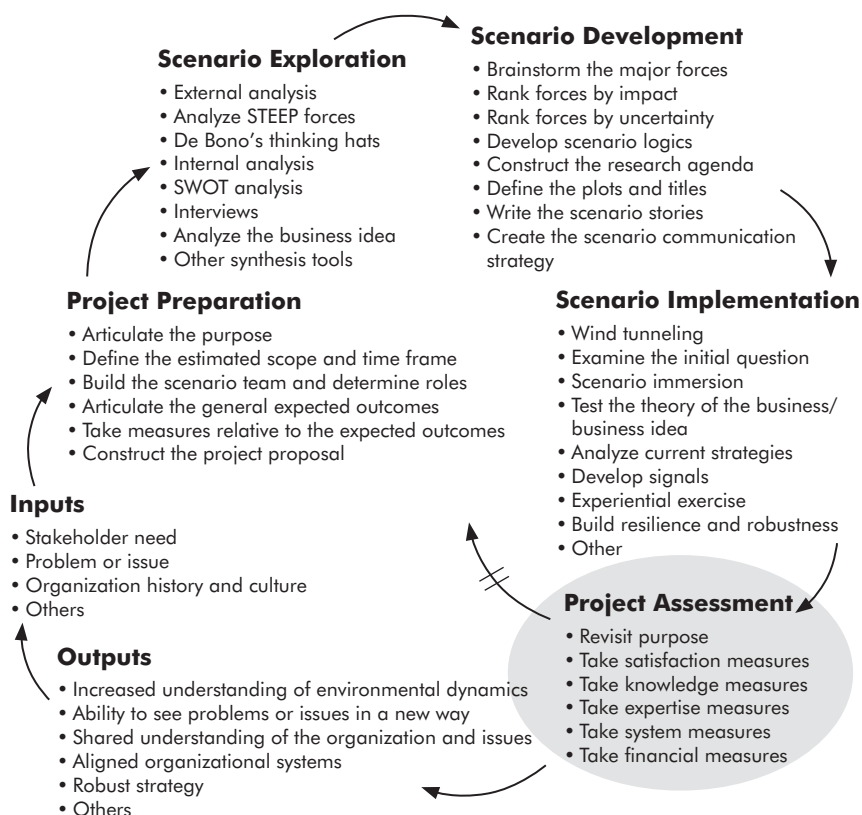 Scenario Exploration
• External analysis
• Analyze STEEP forces
• De Bono’s thinking hats
• Internal analysis
• SWOT analysis
• Interviews
• Analyze the business idea
• Other synthesis tools
Scenario Development
• Brainstorm the major forces
• Rank forces by impact
• Rank forces by uncertainty
• Develop scenario logics
• Construct the research agenda
• Define the plots and titles
• Write the scenario stories
• Create the scenario communication
strategy
Project Preparation
• Articulate the purpose
• Define the estimated scope and time frame
• Build the scenario team and determine roles
• Articulate the general expected outcomes
• Take measures relative to the expected outcomes
• Construct the project proposal
Scenario Implementation
• Wind tunneling
• Examine the initial question
• Scenario immersion
• Test the theory of the business/
business idea
• Analyze current strategies
• Develop signals
• Experiential exercise
• Build resilience and robustness
• Other
Inputs
• Stakeholder need
• Problem or issue
• Organization history and culture
• Others
Project Assessment
• Revisit purpose
• Take satisfaction measures
• Take knowledge measures
• Take expertise measures
• Take system measures
• Take financial measures
Outputs
• Increased understanding of environmental dynamics
• Ability to see problems or issues in a new way
• Shared understanding of the organization and issues
• Aligned organizational systems
• Robust strategy
• Others